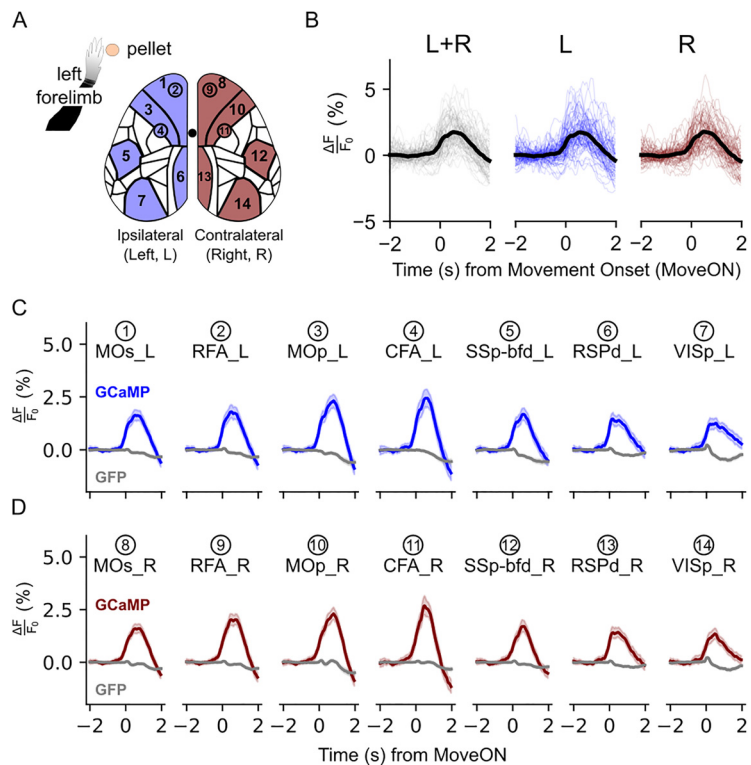 A
pellet
left
forelimb
1 2 9 8
3 10
4 11
5 12
6 13
7 14
Ipsilateral Contralateral
(Left, L) (Right, R)
B
L+R L R
ΔF/F₀ (%)
5
0
−5
−2 0 2 −2 0 2 −2 0 2
Time (s) from Movement Onset (MoveON)
C
1 2 3 4 5 6 7
MOs_L RFA_L MOp_L CFA_L SSp-bfd_L RSPd_L VISp_L
5.0
2.5
0.0
ΔF/F₀ (%)
GCaMP
GFP
D
8 9 10 11 12 13 14
MOs_R RFA_R MOp_R CFA_R SSp-bfd_R RSPd_R VISp_R
5.0
2.5
0.0
ΔF/F₀ (%)
GCaMP
GFP
−2 0 2 −2 0 2 −2 0 2 −2 0 2 −2 0 2 −2 0 2 −2 0 2
Time (s) from MoveON